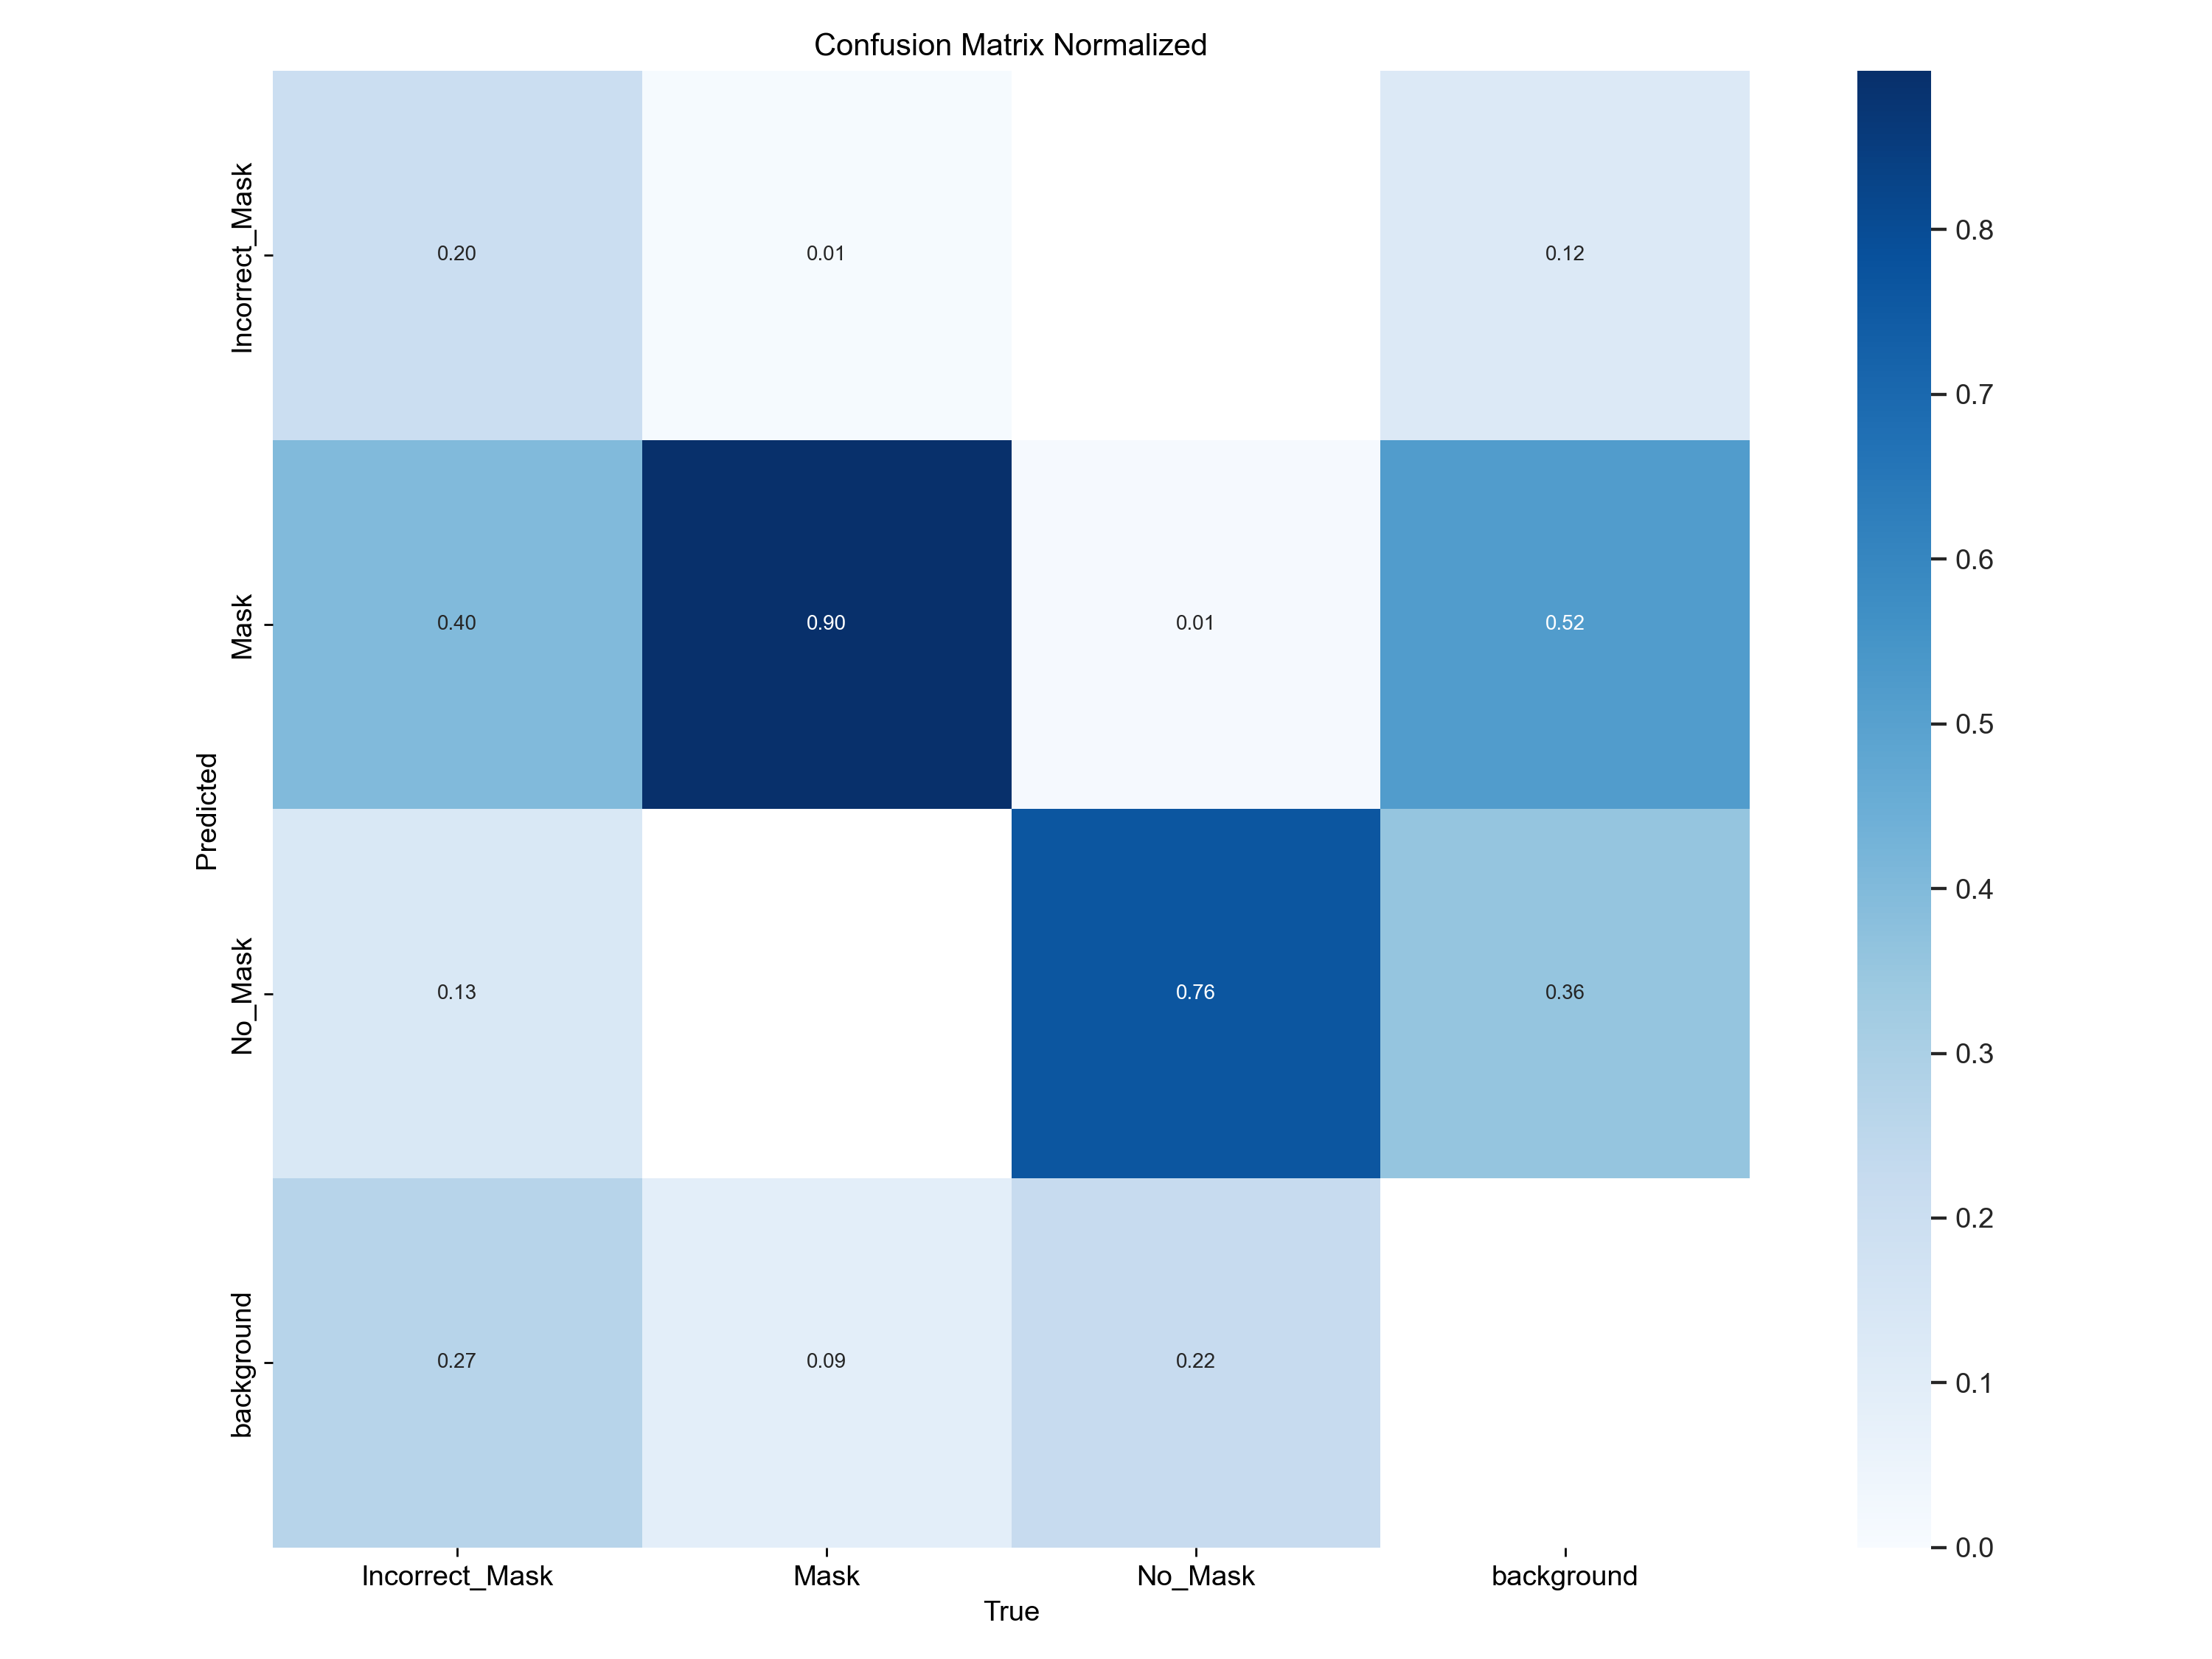 Confusion Matrix Normalized
Incorrect_Mask
0.20
0.01
0.12
Mask
0.40
0.90
0.01
0.52
No_Mask
0.13
0.76
0.36
background
0.27
0.09
0.22
Predicted
Incorrect_Mask
Mask
No_Mask
background
True
0.8
0.7
0.6
0.5
0.4
0.3
0.2
0.1
0.0